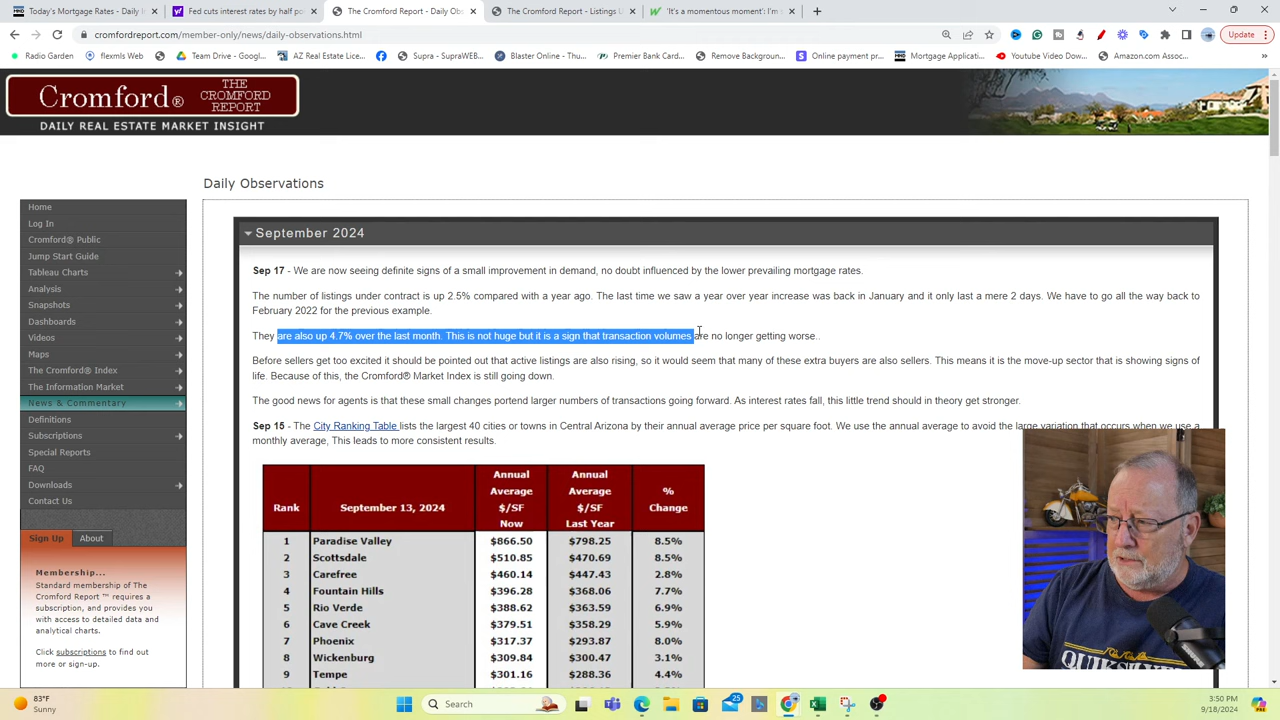 Today's Mortgage Rates - Daily In
Fed cuts interest rates by half po
The Cromford Report - Daily Obs
The Cromford Report - Listings U
'It's a momentous moment': I'm s
cromfordreport.com/member-only/news/daily-observations.html
Update
Radio Garden
flexmls Web
Team Drive - Googl...
AZ Real Estate Lice...
Supra - SupraWEB...
Blaster Online - Thu...
Premier Bank Card...
Remove Background...
Online payment pr...
Mortgage Applicati...
Youtube Video Dow...
Amazon.com Asso...
Cromford®
THE
CROMFORD
REPORT
DAILY REAL ESTATE MARKET INSIGHT
Daily Observations
Home
Log In
Cromford® Public
Jump Start Guide
Tableau Charts
Analysis
Snapshots
Dashboards
Videos
Maps
The Cromford® Index
The Information Market
News & Commentary
Definitions
Subscriptions
Special Reports
FAQ
Downloads
Contact Us
Sign Up
About
Membership...
Standard membership of The
Cromford Report ™ requires a
subscription, and provides you
with access to detailed data and
analytical charts.
Click subscriptions to find out
more or sign-up.
September 2024
Sep 17 - We are now seeing definite signs of a small improvement in demand, no doubt influenced by the lower prevailing mortgage rates.
The number of listings under contract is up 2.5% compared with a year ago. The last time we saw a year over year increase was back in January and it only last a mere 2 days. We have to go all the way back to
February 2022 for the previous example.
They are also up 4.7% over the last month. This is not huge but it is a sign that transaction volumes are no longer getting worse..
Before sellers get too excited it should be pointed out that active listings are also rising, so it would seem that many of these extra buyers are also sellers. This means it is the move-up sector that is showing signs of
life. Because of this, the Cromford® Market Index is still going down.
The good news for agents is that these small changes portend larger numbers of transactions going forward. As interest rates fall, this little trend should in theory get stronger.
Sep 15 - The City Ranking Table lists the largest 40 cities or towns in Central Arizona by their annual average price per square foot. We use the annual average to avoid the large variation that occurs when we use a
monthly average, This leads to more consistent results.
Rank September 13, 2024 Annual Average $/SF Now Annual Average $/SF Last Year % Change
1 Paradise Valley $866.50 $798.25 8.5%
2 Scottsdale $510.85 $470.69 8.5%
3 Carefree $460.14 $447.43 2.8%
4 Fountain Hills $396.28 $368.06 7.7%
5 Rio Verde $388.62 $363.59 6.9%
6 Cave Creek $379.51 $358.29 5.9%
7 Phoenix $317.37 $293.87 8.0%
8 Wickenburg $309.84 $300.47 3.1%
9 Tempe $301.16 $288.36 4.4%
QUIKSILVER
83°F
Sunny
Search
25
3:50 PM
9/18/2024